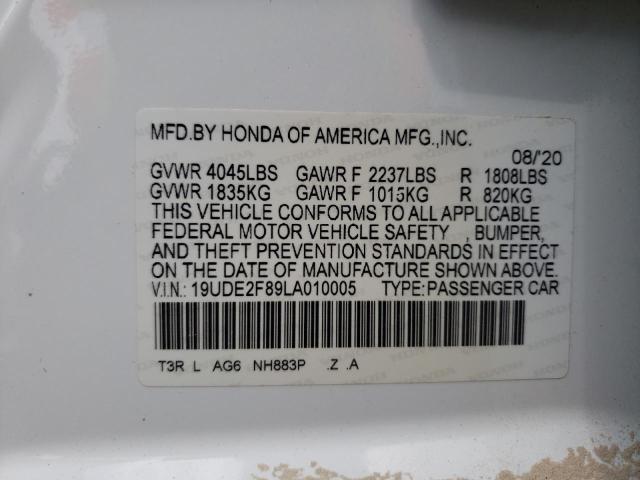 MFD.BY HONDA OF AMERICA MFG.,INC.
08/'20
GVWR 4045LBS GAWR F 2237LBS R 1808LBS
GVWR 1835KG GAWR F 1015KG R 820KG
THIS VEHICLE CONFORMS TO ALL APPLICABLE
FEDERAL MOTOR VEHICLE SAFETY , BUMPER,
AND THEFT PREVENTION STANDARDS IN EFFECT
ON THE DATE OF MANUFACTURE SHOWN ABOVE.
V.I.N.: 19UDE2F89LA010005 TYPE:PASSENGER CAR
T3R L AG6 NH883P .Z .A